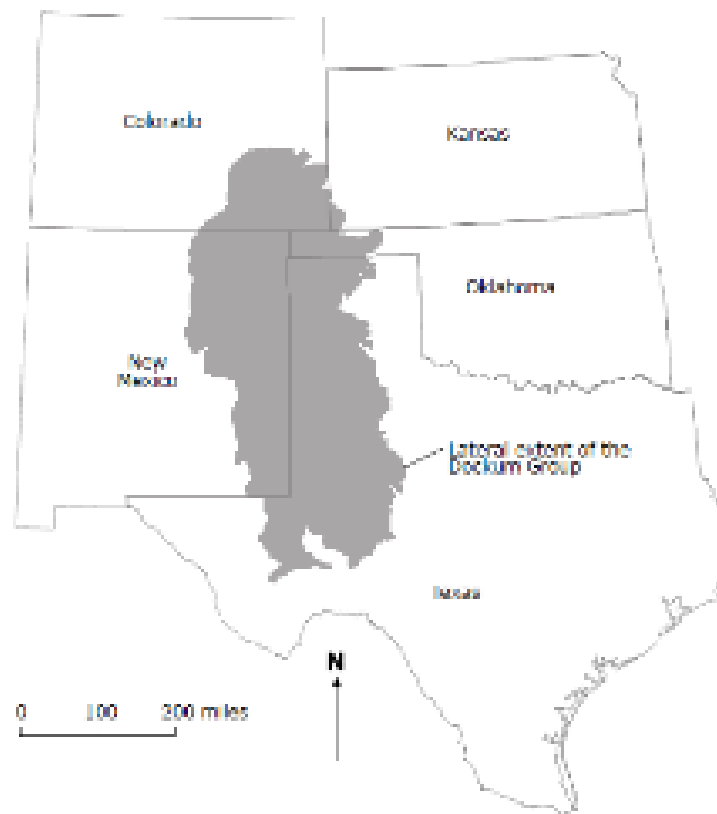 Colorado
Kansas
Oklahoma
New
Mexico
Lateral extent of the
Dockum Group
Texas
N
0 100 200 miles